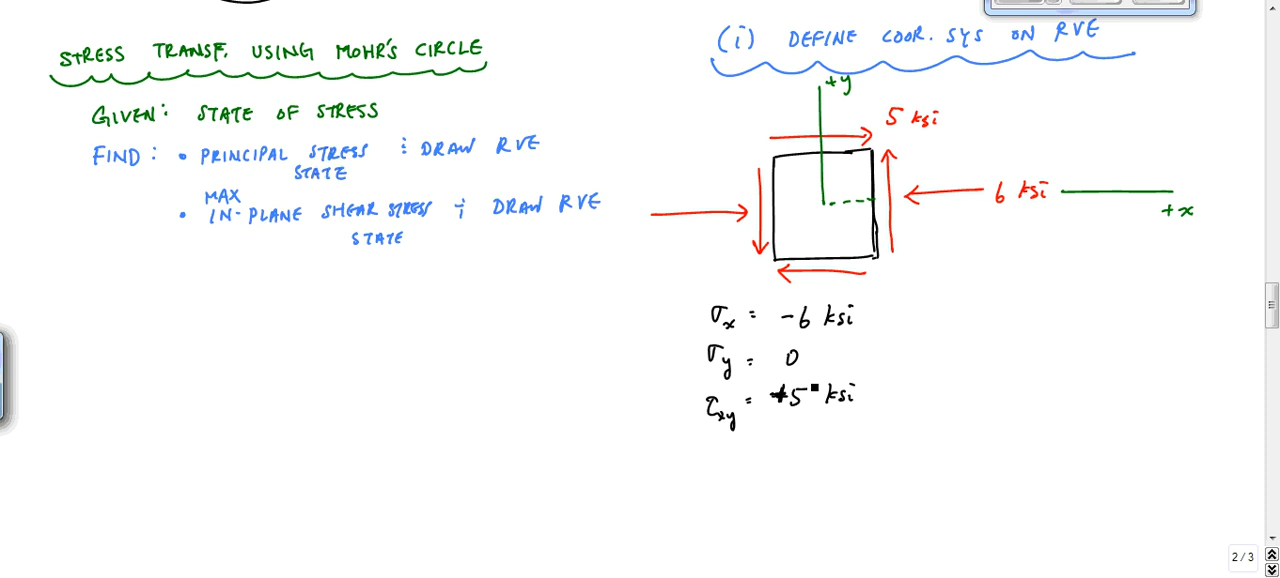 STRESS TRANSF. USING MOHR'S CIRCLE
GIVEN: STATE OF STRESS
FIND: • PRINCIPAL STRESS & DRAW RVE
STATE
MAX
• IN-PLANE SHEAR STRESS & DRAW RVE
STATE
(i) DEFINE COOR. SYS ON RVE
+y
5 ksi
6 ksi
+x
σx = -6 ksi
σy = 0
τxy = +5 ksi
2 / 3